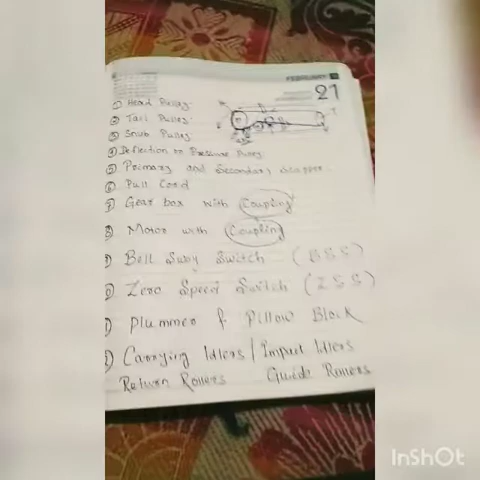 FEBRUARY
21
① Head Pulley
② Tail Pulley
③ Snub Pulley
④ Deflection or Pressure Pulley
⑤ Primary and Secondary Scapper
⑥ Pull Cord
⑦ Gear box with Coupling
⑧ Motor with Coupling
Belt Sway Switch (BSS)
Zero Speed Switch (ZSS)
Plummer & Pillow Block
Carrying Idlers / Impact Idlers
Return Rollers Guide Rollers
InShOt